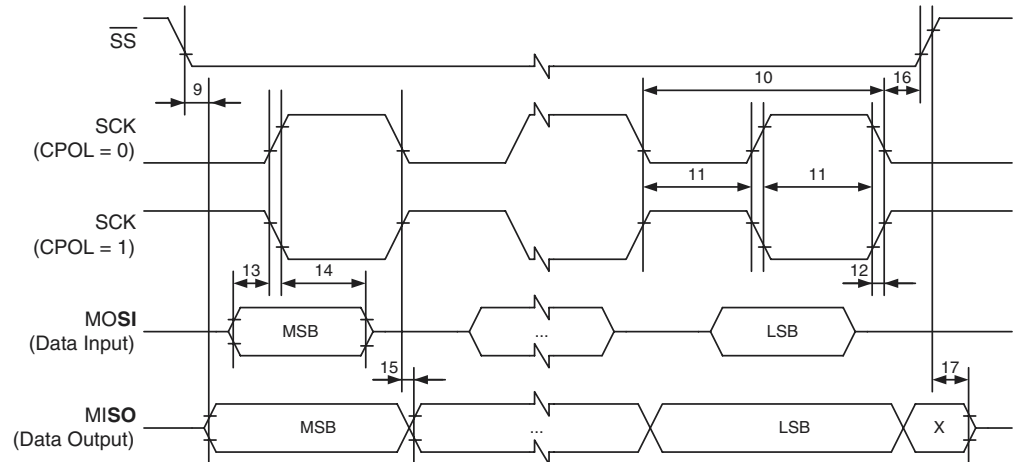 SS
9
10
16
SCK
(CPOL = 0)
11
11
SCK
(CPOL = 1)
13
14
12
MOSI
(Data Input)
MSB
...
LSB
15
17
MISO
(Data Output)
MSB
...
LSB
X